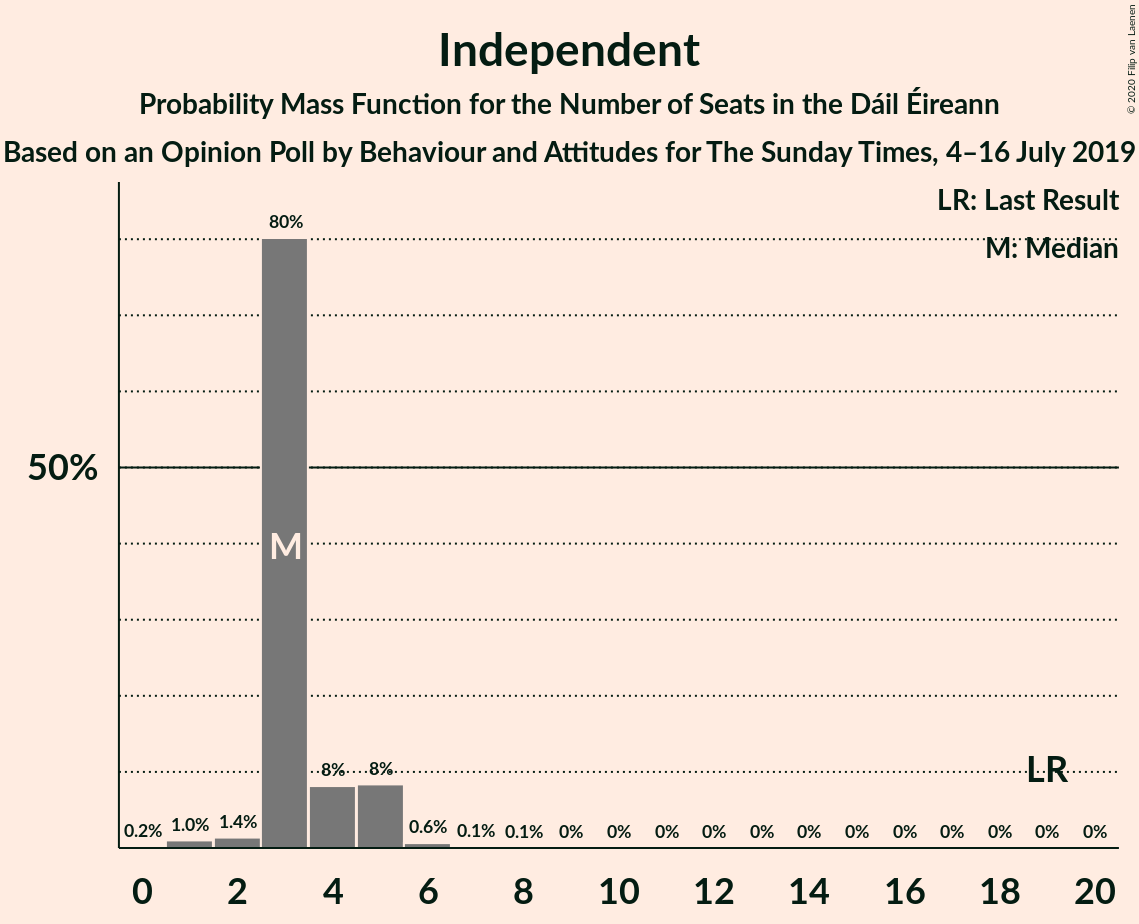 Independent
Probability Mass Function for the Number of Seats in the Dáil Éireann
Based on an Opinion Poll by Behaviour and Attitudes for The Sunday Times, 4–16 July 2019
© 2020 Filip van Laenen
LR: Last Result
M: Median
50%
0.2% 1.0% 1.4% 80% 8% 8% 0.6% 0.1% 0.1% 0% 0% 0% 0% 0% 0% 0% 0% 0% 0% 0% 0%
M
LR
0 2 4 6 8 10 12 14 16 18 20